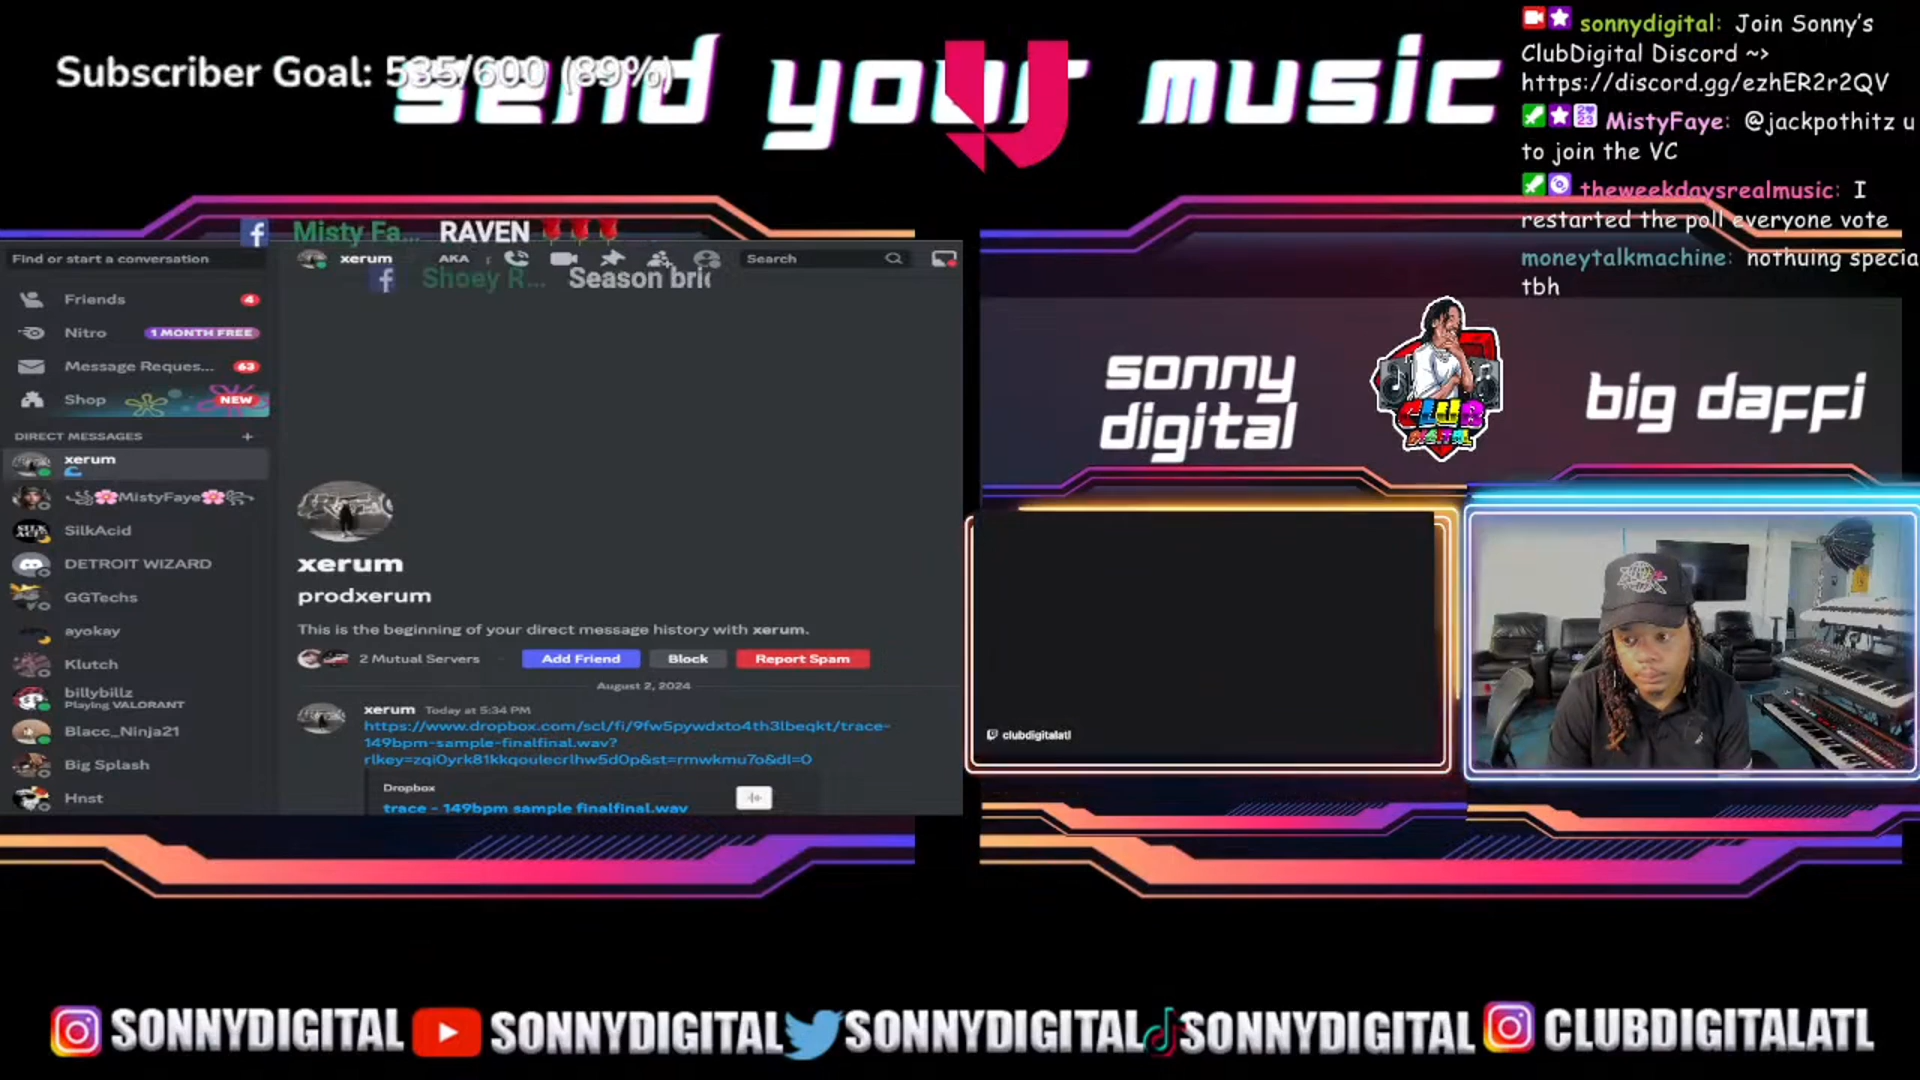 Subscriber Goal: 535/600 (89%)
send your music
sonnydigital: Join Sonny's
ClubDigital Discord ~>
https://discord.gg/ezhER2r2QV
MistyFaye: @jackpothitz u
to join the VC
theweekdaysrealmusic: I
restarted the poll everyone vote
moneytalkmachine: nothuing specia
tbh
Misty Fa... RAVEN
Find or start a conversation
xerum
AKA
Search
Shoey R...
Season bri
Friends
4
Nitro
1 MONTH FREE
Message Reques...
63
Shop
NEW
DIRECT MESSAGES
+
xerum
MistyFaye
SilkAcid
DETROIT WIZARD
GGTechs
ayokay
Klutch
billybillz
Playing VALORANT
Blacc_Ninja21
Big Splash
Hnst
xerum
prodxerum
This is the beginning of your direct message history with xerum.
2 Mutual Servers
Add Friend
Block
Report Spam
August 2, 2024
xerum Today at 5:34 PM
https://www.dropbox.com/scl/fi/9fw5pywdxto4th3lbeqkt/trace-
149bpm-sample-finalfinal.wav?
rlkey=zqi0yrk81kkqoulecrlhw5d0p&st=rmwkmu7o&dl=0
Dropbox
trace - 149bpm sample finalfinal.wav
sonny
digital
CLUB
DIGITAL
big daffi
clubdigitalatl
SONNYDIGITAL
SONNYDIGITAL
SONNYDIGITAL
SONNYDIGITAL
CLUBDIGITALATL